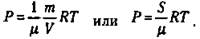 P = 1/μ m/V RT или P = S/μ RT .